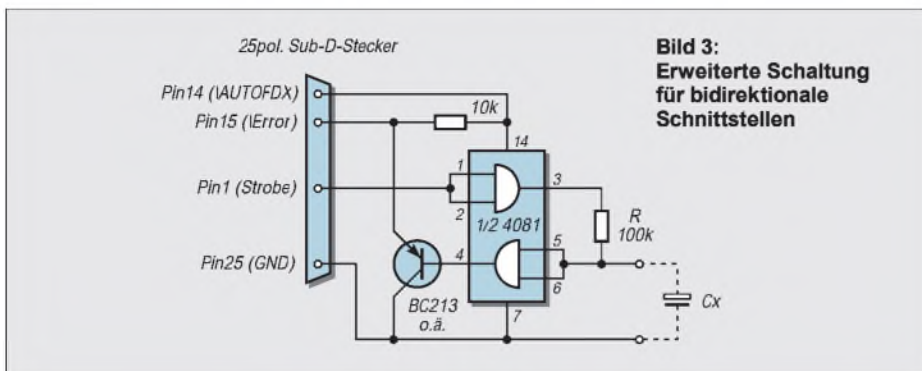 25pol. Sub-D-Stecker
Bild 3:
Erweiterte Schaltung
für bidirektionale
Schnittstellen
Pin14 (\AUTOFDX)
10k
Pin15 (\Error)
14
1
3
Pin1 (Strobe)
2
1/2 4081
R
100k
5
4
6
Pin25 (GND)
BC213
o.ä.
7
Cx